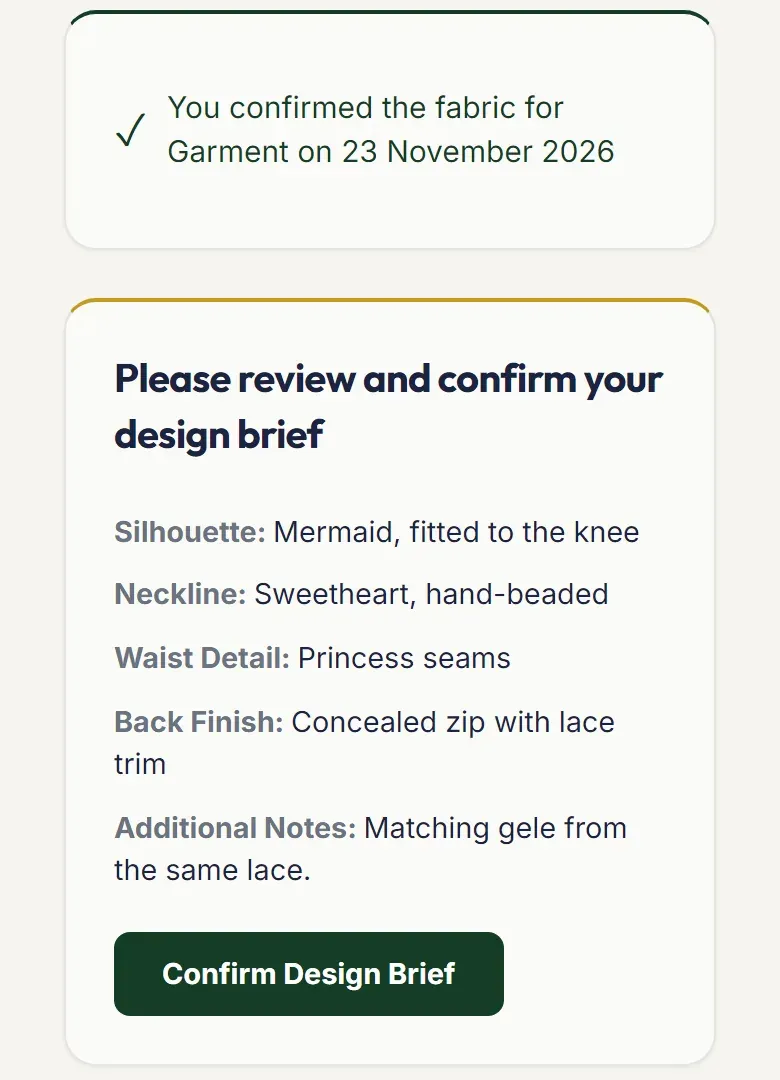 ✓
You confirmed the fabric for
Garment on 23 November 2026
Please review and confirm your
design brief
Silhouette: Mermaid, fitted to the knee
Neckline: Sweetheart, hand-beaded
Waist Detail: Princess seams
Back Finish: Concealed zip with lace
trim
Additional Notes: Matching gele from
the same lace.
Confirm Design Brief